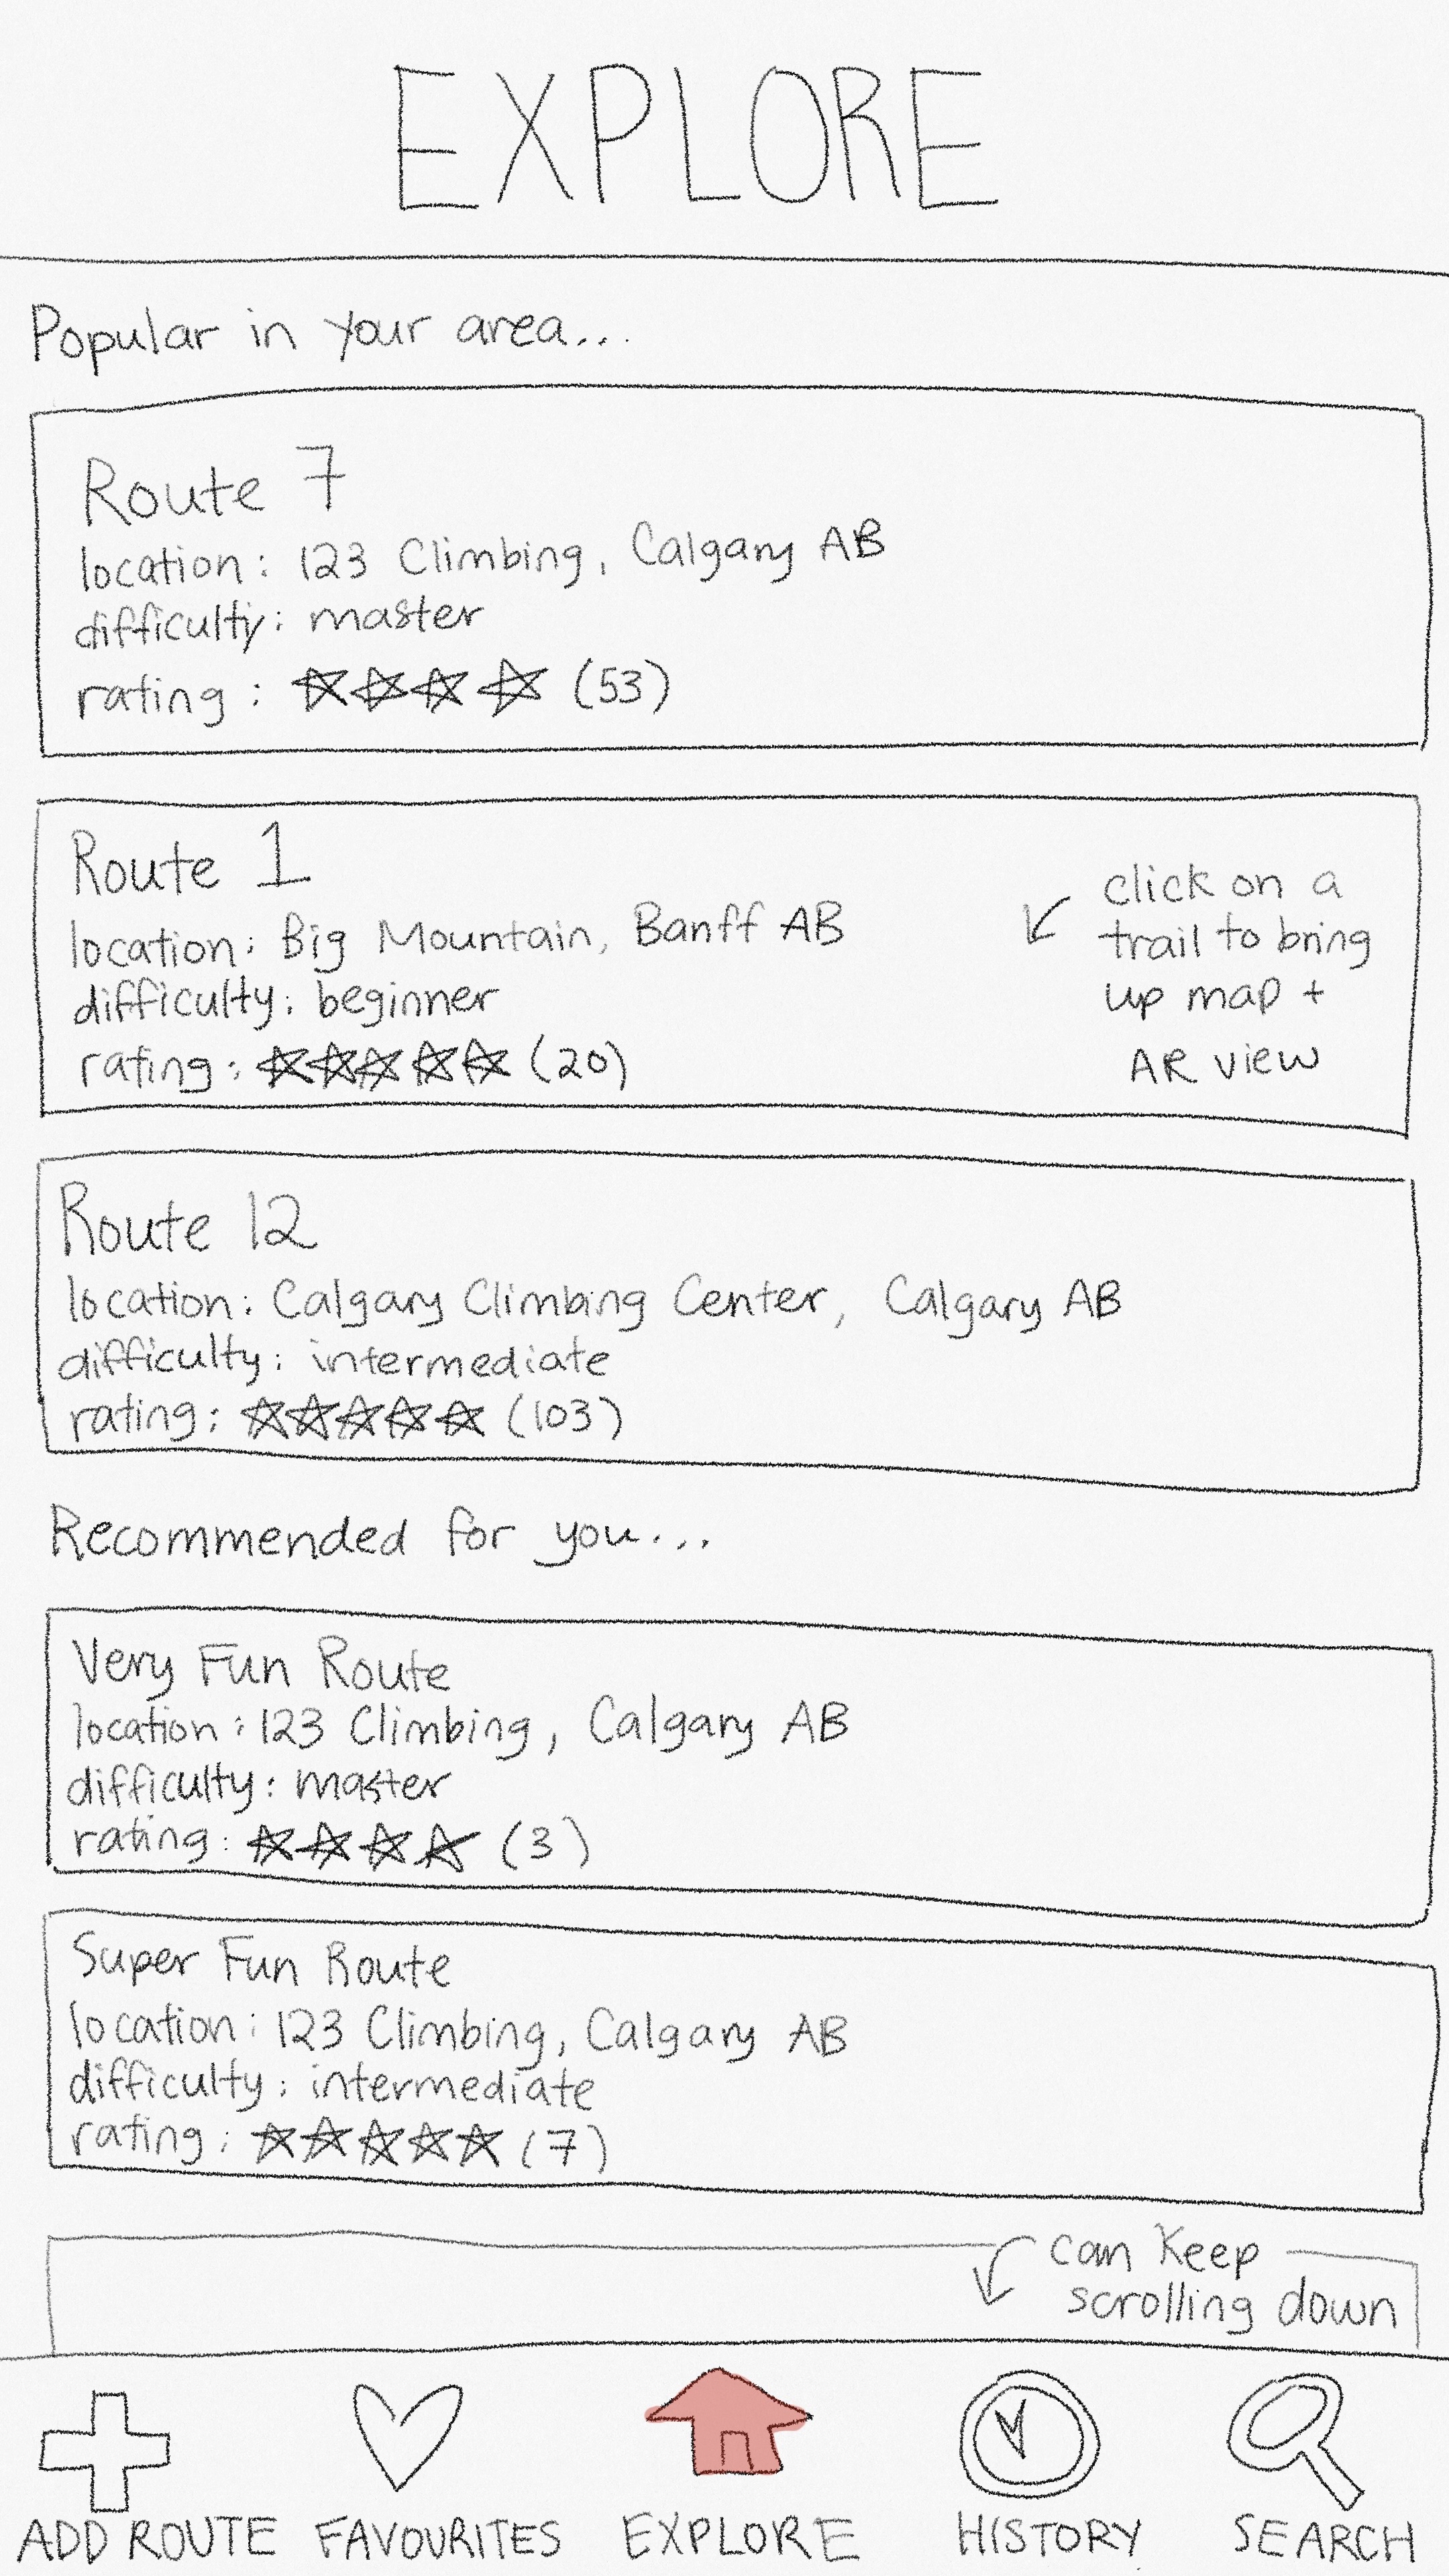 EXPLORE
Popular in your area...
Route 7
location: 123 Climbing, Calgary AB
difficulty: master
rating: (53)
Route 1
location: Big Mountain, Banff AB
difficulty: beginner
rating: (20)
click on a
trail to bring
up map +
AR view
Route 12
location: Calgary Climbing Center, Calgary AB
difficulty: intermediate
rating: (103)
Recommended for you...
Very Fun Route
location: 123 Climbing, Calgary AB
difficulty: master
rating: (3)
Super Fun Route
location: 123 Climbing, Calgary AB
difficulty: intermediate
rating: (7)
can keep
scrolling down
ADD ROUTE
FAVOURITES
EXPLORE
HISTORY
SEARCH